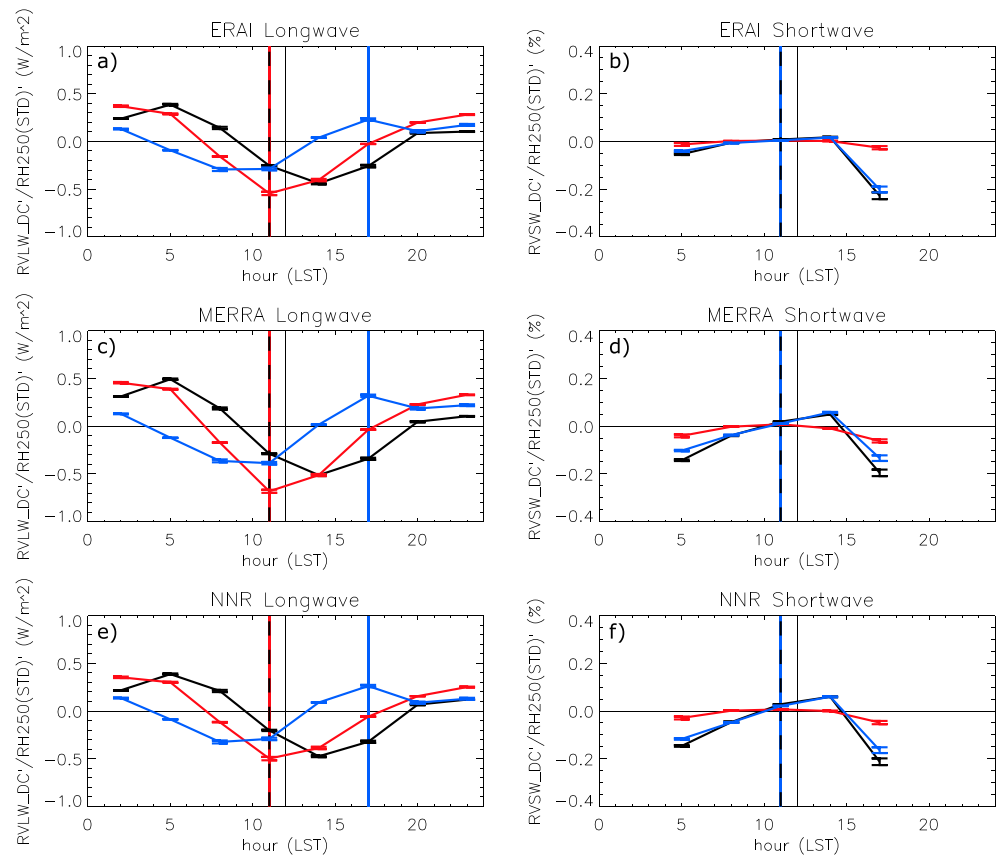 ERAI Longwave
a)
RVLW_DC'/RH250(STD)' (W/m^2)
1.0
0.5
0.0
−0.5
−1.0
0 5 10 15 20
hour (LST)
ERAI Shortwave
b)
RVSW_DC'/RH250(STD)' (%)
0.4
0.2
0.0
−0.2
−0.4
0 5 10 15 20
hour (LST)
MERRA Longwave
c)
RVLW_DC'/RH250(STD)' (W/m^2)
1.0
0.5
0.0
−0.5
−1.0
0 5 10 15 20
hour (LST)
MERRA Shortwave
d)
RVSW_DC'/RH250(STD)' (%)
0.4
0.2
0.0
−0.2
−0.4
0 5 10 15 20
hour (LST)
NNR Longwave
e)
RVLW_DC'/RH250(STD)' (W/m^2)
1.0
0.5
0.0
−0.5
−1.0
0 5 10 15 20
hour (LST)
NNR Shortwave
f)
RVSW_DC'/RH250(STD)' (%)
0.4
0.2
0.0
−0.2
−0.4
0 5 10 15 20
hour (LST)